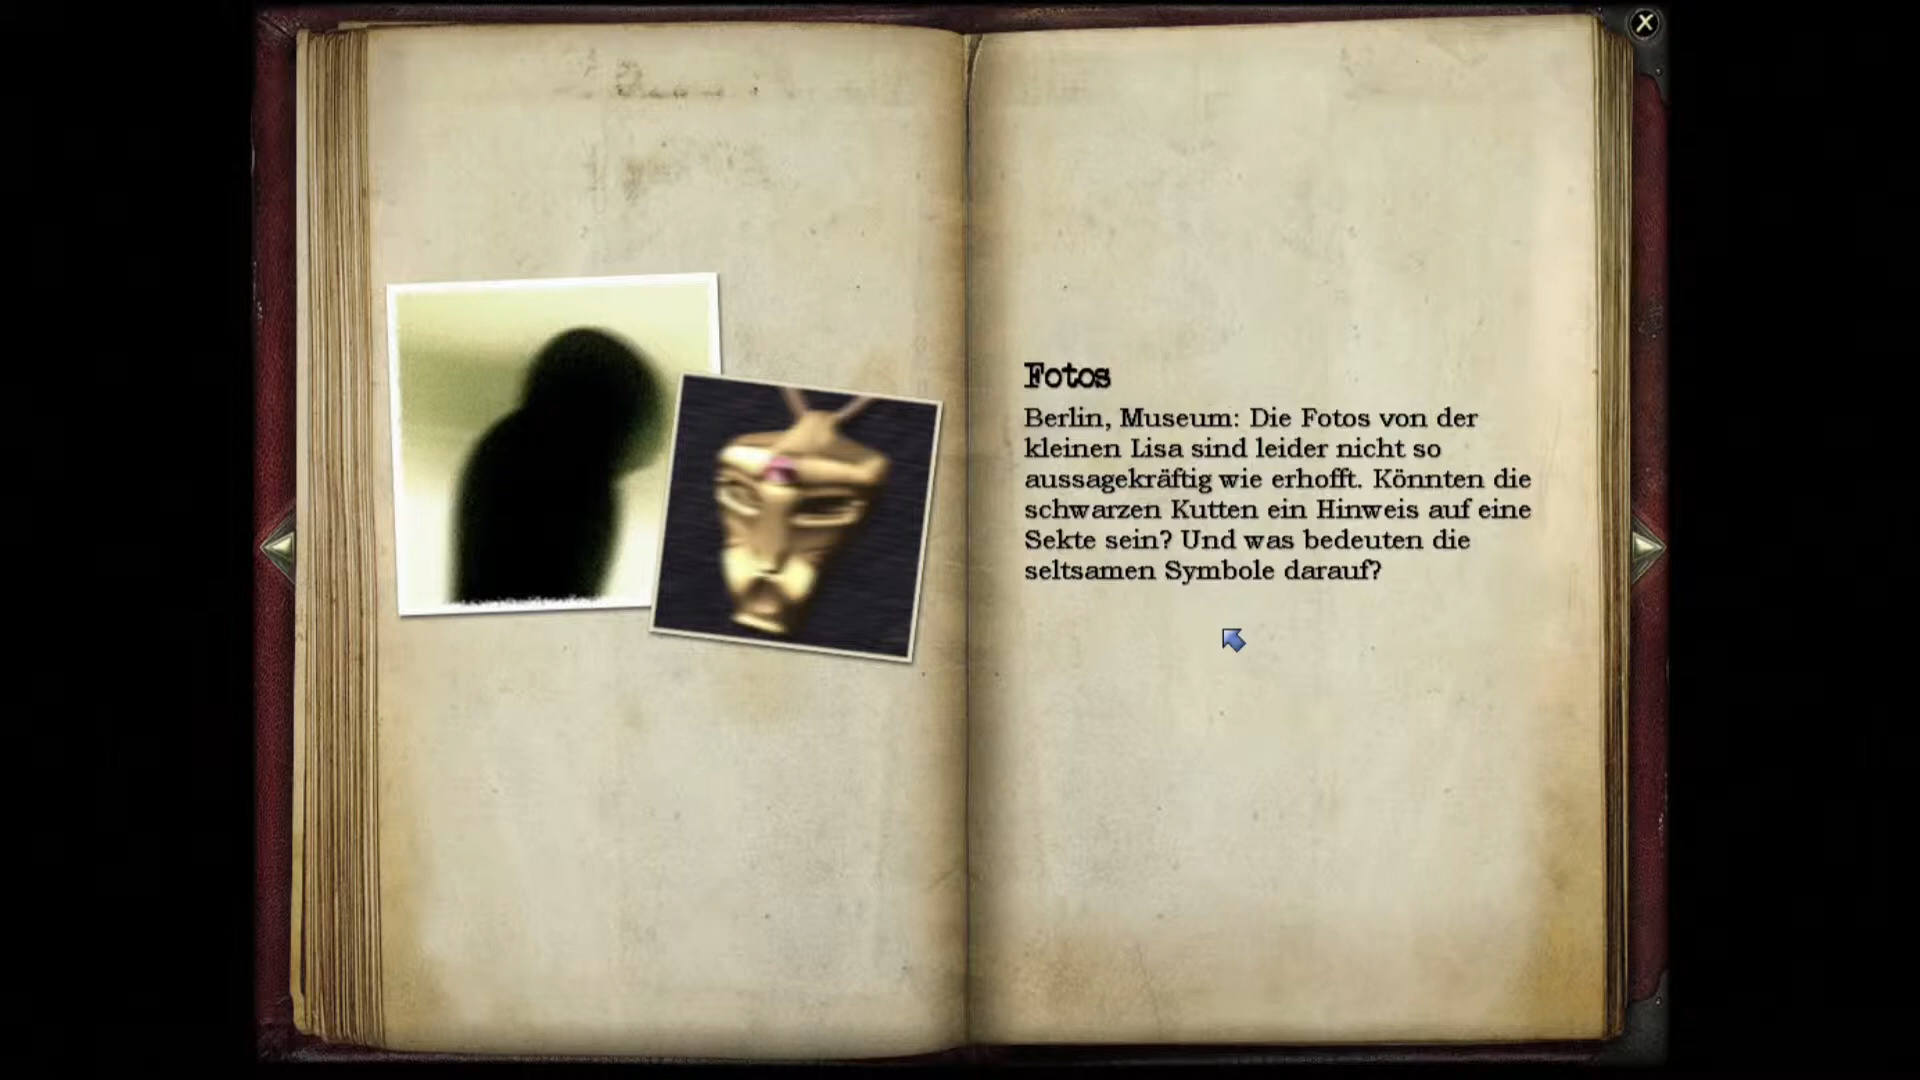 Fotos
Berlin, Museum: Die Fotos von der
kleinen Lisa sind leider nicht so
aussagekräftig wie erhofft. Könnten die
schwarzen Kutten ein Hinweis auf eine
Sekte sein? Und was bedeuten die
seltsamen Symbole darauf?